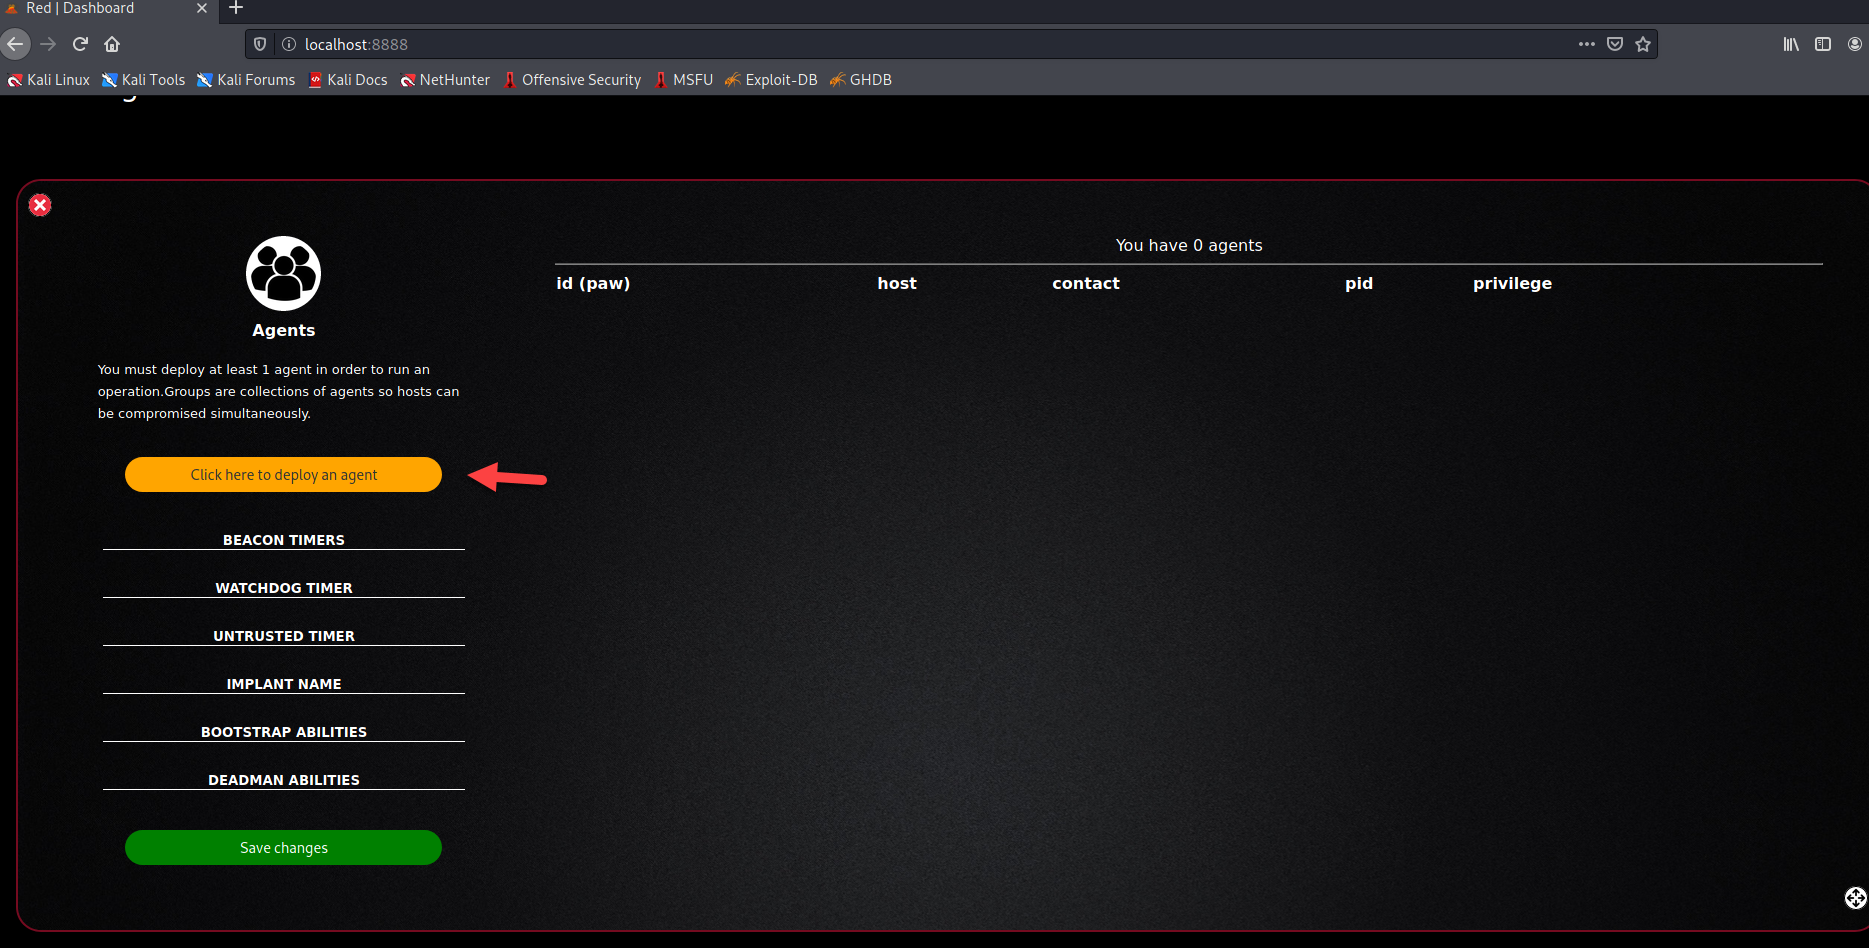 Red | Dashboard
localhost:8888
Kali Linux Kali Tools Kali Forums Kali Docs NetHunter Offensive Security MSFU Exploit-DB GHDB
You have 0 agents
id (paw) host contact pid privilege
Agents
You must deploy at least 1 agent in order to run an
operation.Groups are collections of agents so hosts can
be compromised simultaneously.
Click here to deploy an agent
BEACON TIMERS
WATCHDOG TIMER
UNTRUSTED TIMER
IMPLANT NAME
BOOTSTRAP ABILITIES
DEADMAN ABILITIES
Save changes